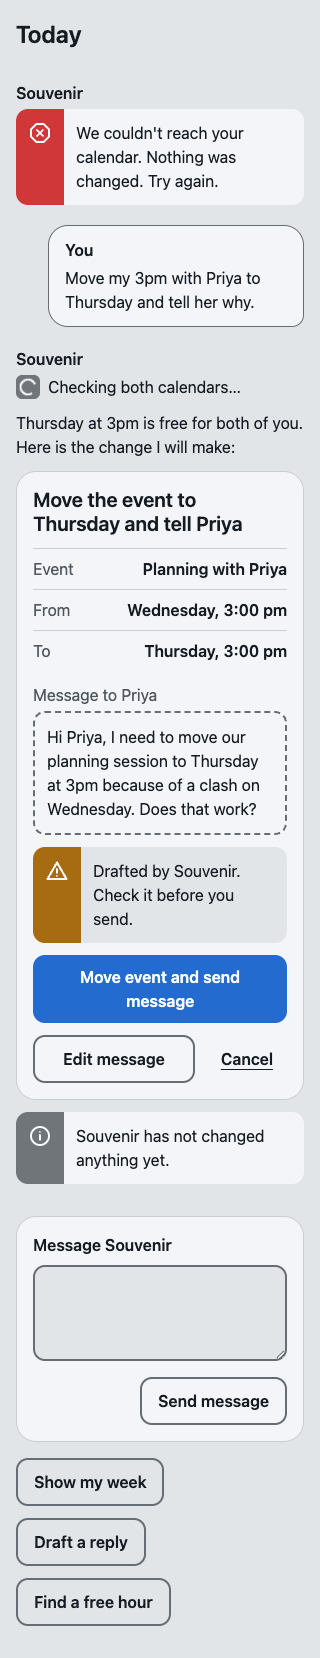 Today
Souvenir
We couldn't reach your
calendar. Nothing was
changed. Try again.
You
Move my 3pm with Priya to
Thursday and tell her why.
Souvenir
Checking both calendars...
Thursday at 3pm is free for both of you.
Here is the change I will make:
Move the event to
Thursday and tell Priya
Event Planning with Priya
From Wednesday, 3:00 pm
To Thursday, 3:00 pm
Message to Priya
Hi Priya, I need to move our
planning session to Thursday
at 3pm because of a clash on
Wednesday. Does that work?
Drafted by Souvenir.
Check it before you
send.
Move event and send
message
Edit message Cancel
Souvenir has not changed
anything yet.
Message Souvenir
Send message
Show my week
Draft a reply
Find a free hour